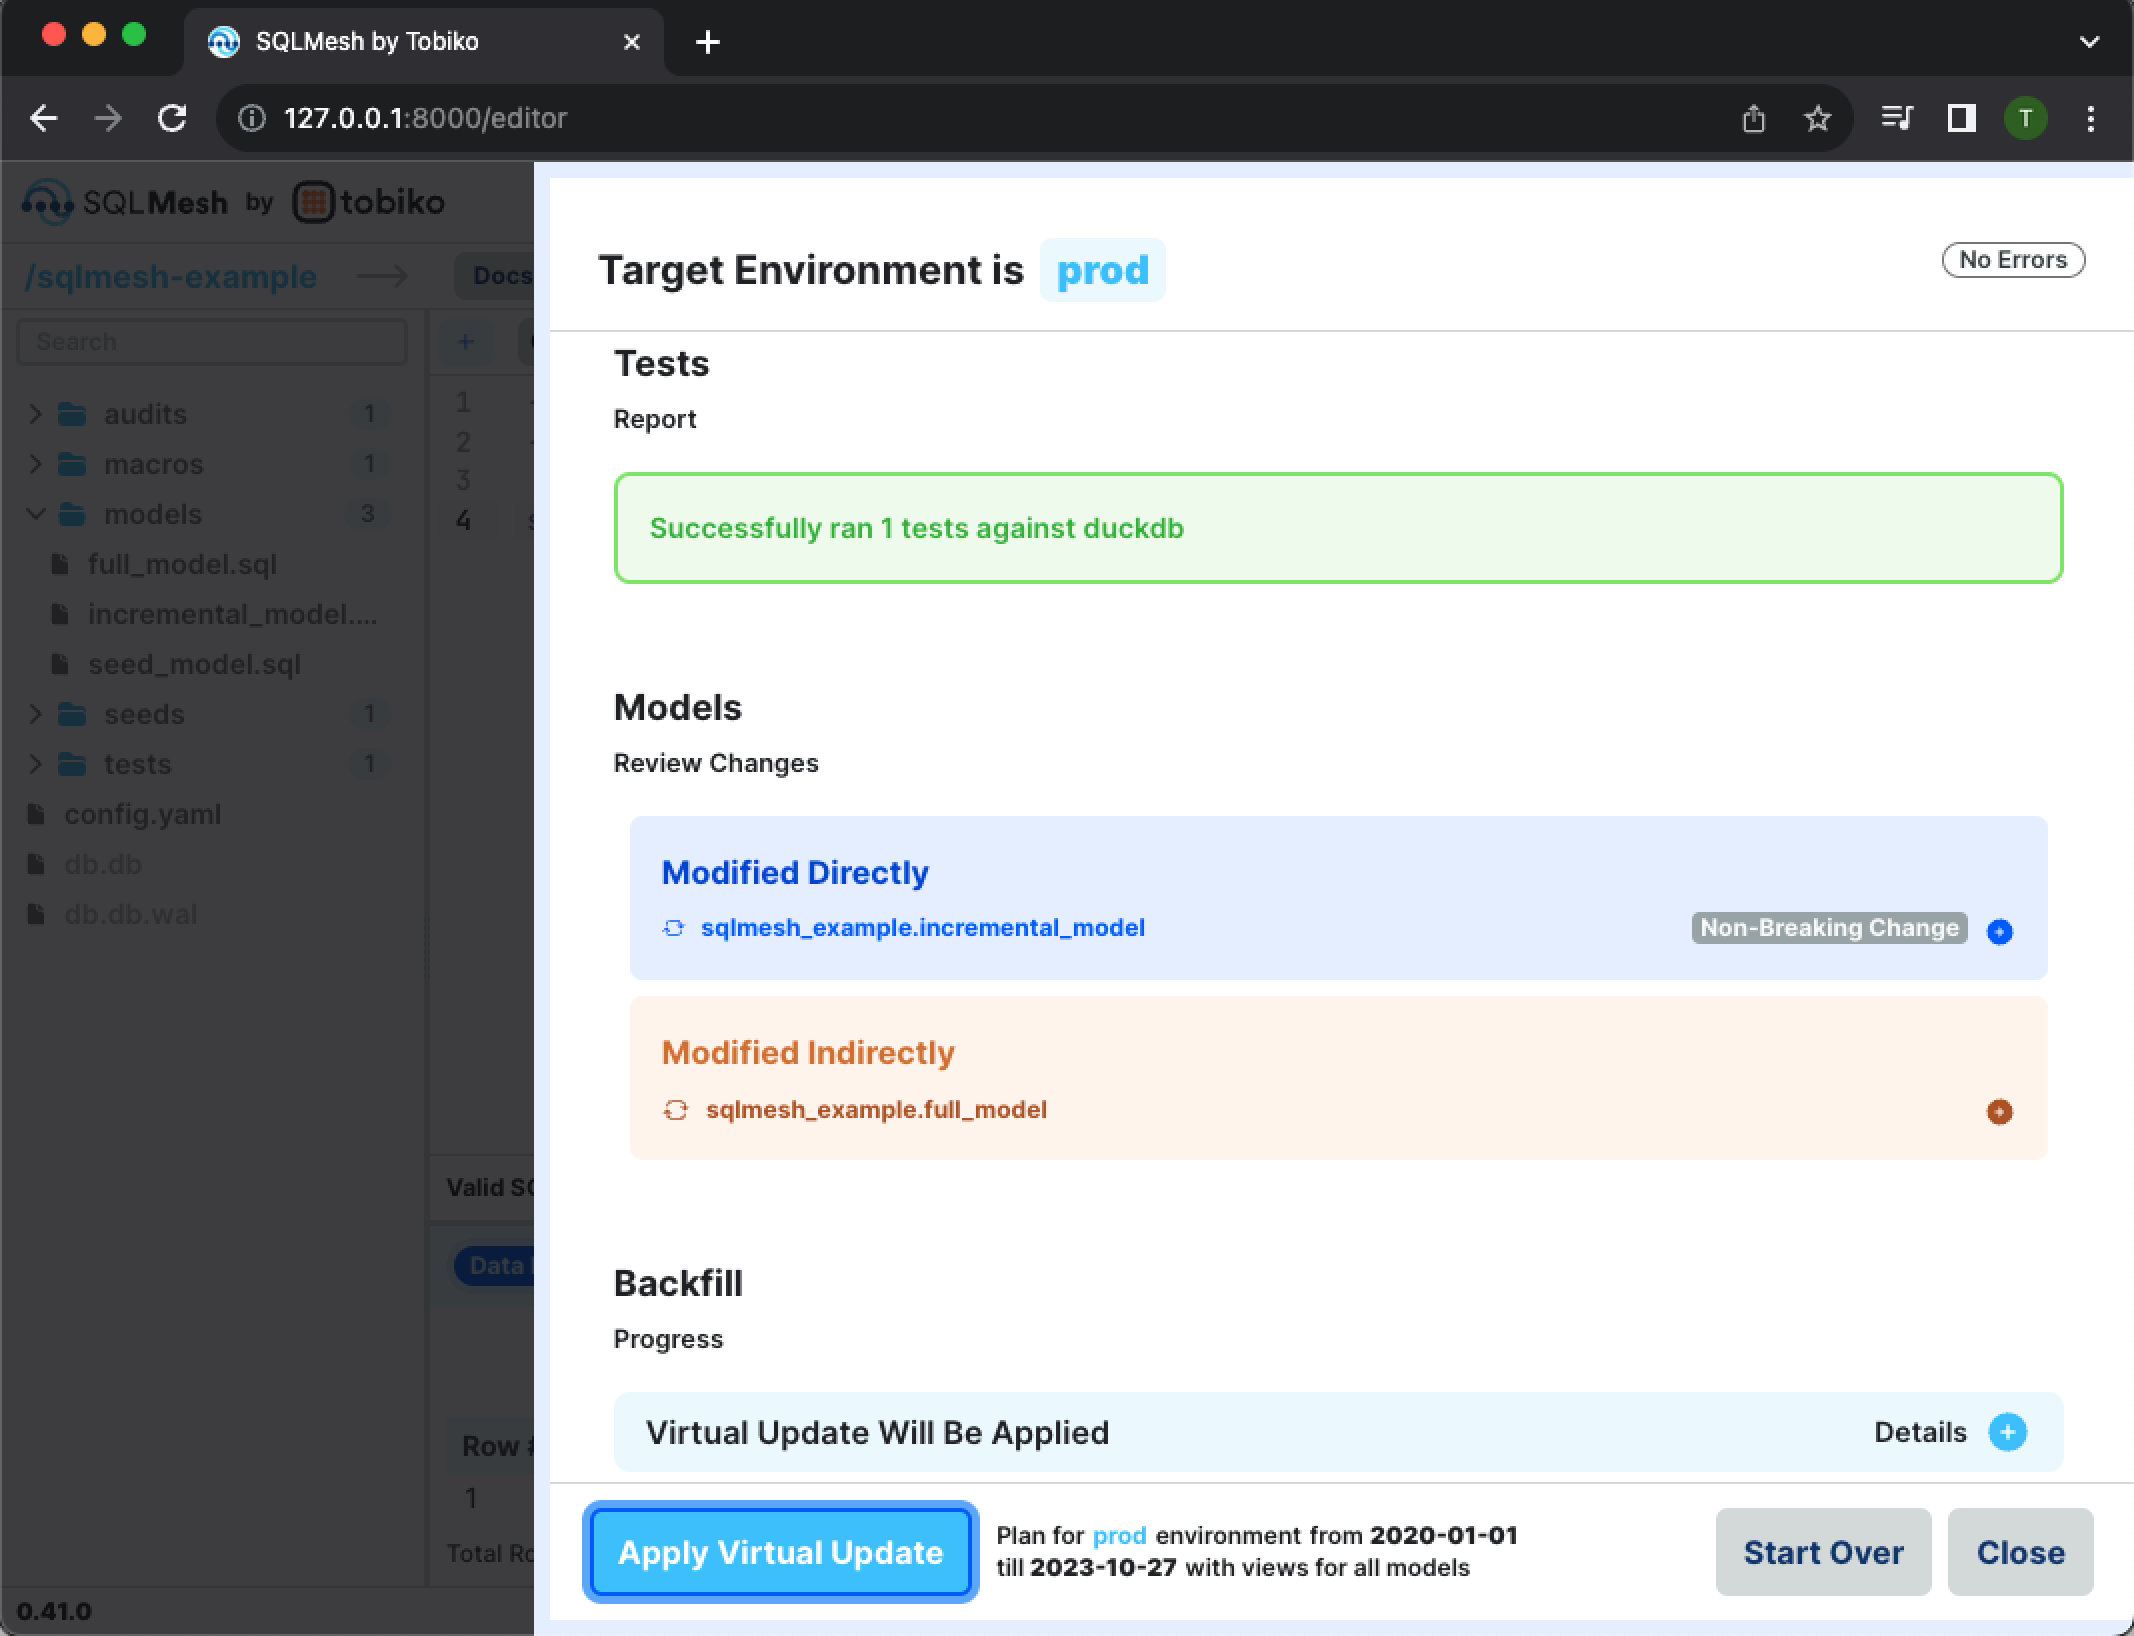 SQLMesh by Tobiko
127.0.0.1:8000/editor
T
SQLMesh by tobiko
/sqlmesh-example
Docs
Search
audits 1
macros 1
models 3
full_model.sql
incremental_model....
seed_model.sql
seeds 1
tests 1
config.yaml
db.db
db.db.wal
0.41.0
+
1
2
3
4
Valid
Data
Row
1
Total
Target Environment is prod
No Errors
Tests
Report
Successfully ran 1 tests against duckdb
Models
Review Changes
Modified Directly
sqlmesh_example.incremental_model
Non-Breaking Change
Modified Indirectly
sqlmesh_example.full_model
Backfill
Progress
Virtual Update Will Be Applied
Details
Apply Virtual Update
Plan for prod environment from 2020-01-01
till 2023-10-27 with views for all models
Start Over
Close